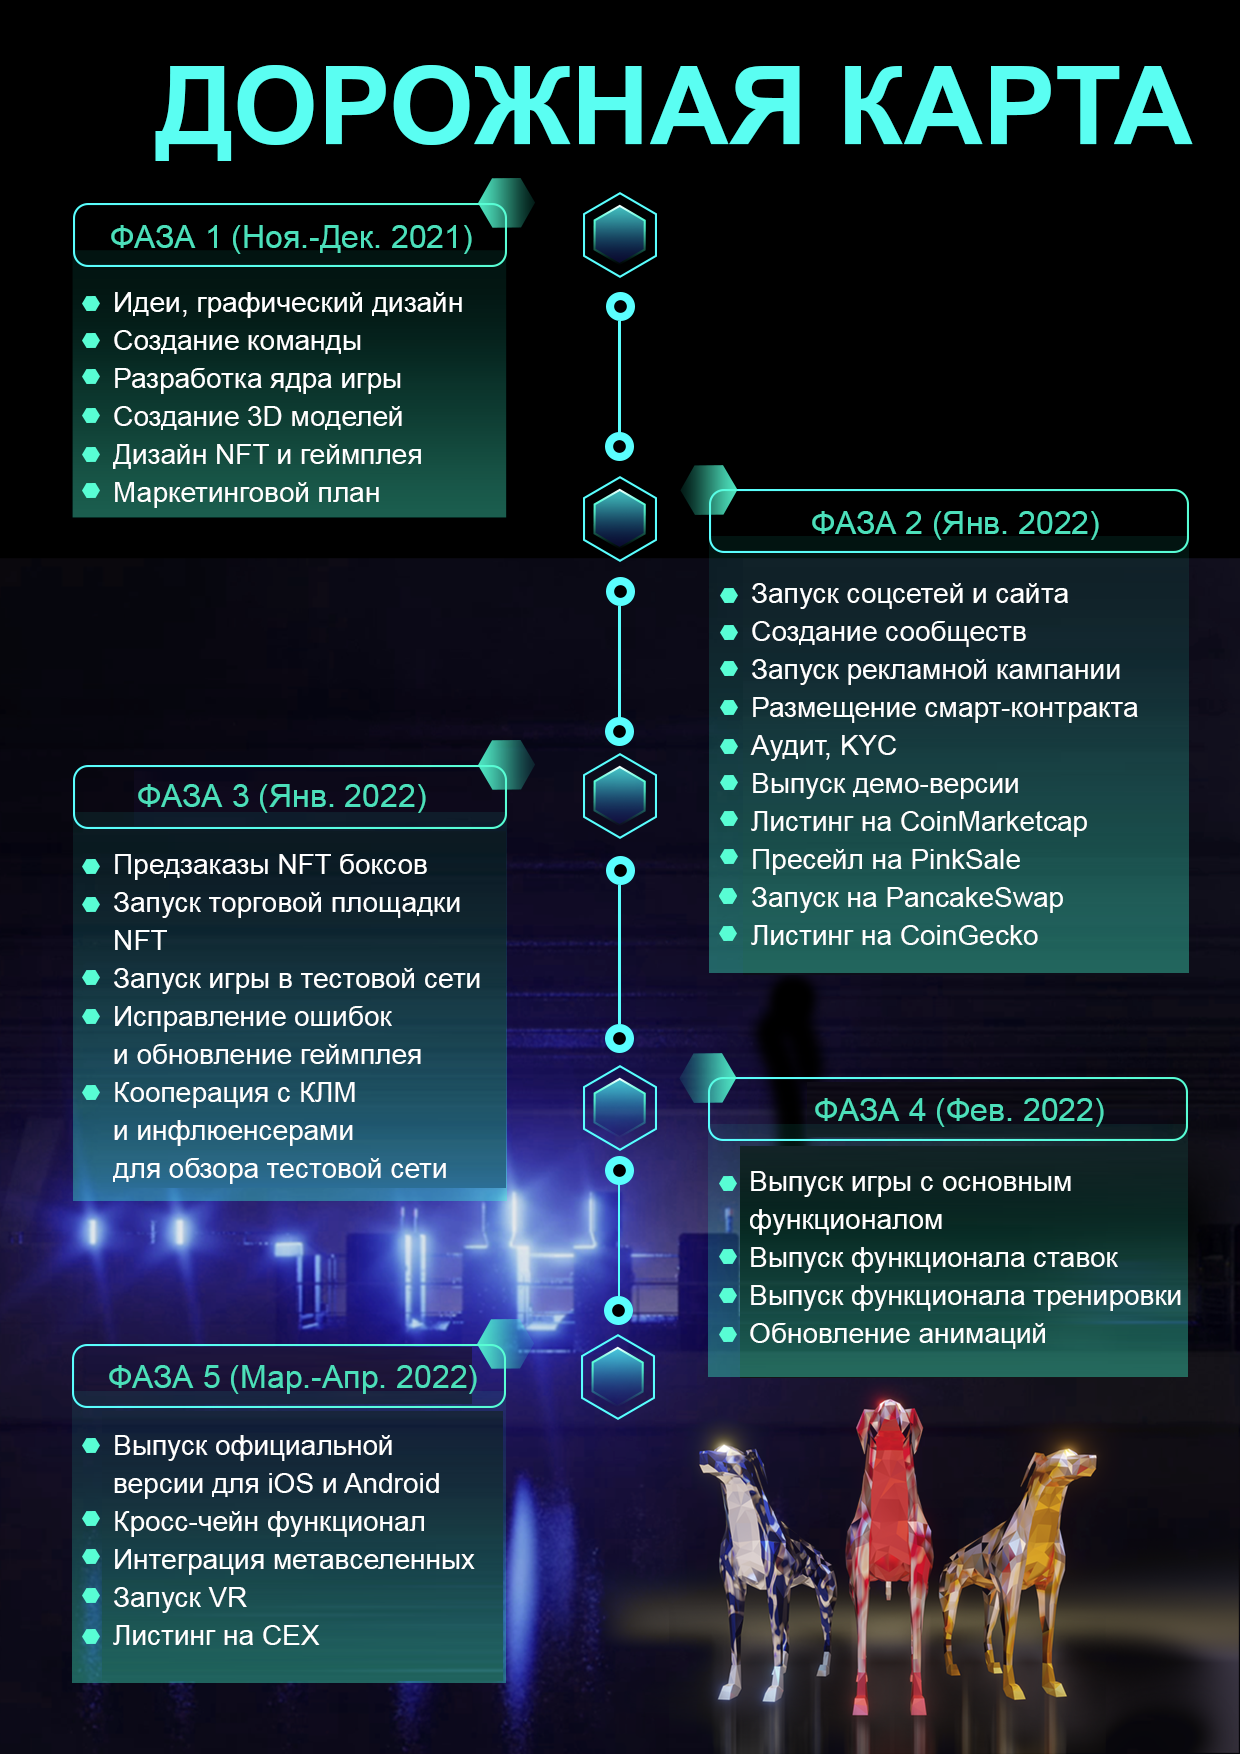 ДОРОЖНАЯ КАРТА
ФАЗА 1 (Ноя.-Дек. 2021)
Идеи, графический дизайн
Создание команды
Разработка ядра игры
Создание 3D моделей
Дизайн NFT и геймплея
Маркетинговой план
ФАЗА 2 (Янв. 2022)
Запуск соцсетей и сайта
Создание сообществ
Запуск рекламной кампании
Размещение смарт-контракта
Аудит, KYC
Выпуск демо-версии
Листинг на CoinMarketcap
Пресейл на PinkSale
Запуск на PancakeSwap
Листинг на CoinGecko
ФАЗА 3 (Янв. 2022)
Предзаказы NFT боксов
Запуск торговой площадки
NFT
Запуск игры в тестовой сети
Исправление ошибок
и обновление геймплея
Кооперация с КЛМ
и инфлюенсерами
для обзора тестовой сети
ФАЗА 4 (Фев. 2022)
Выпуск игры с основным
функционалом
Выпуск функционала ставок
Выпуск функционала тренировки
Обновление анимаций
ФАЗА 5 (Мар.-Апр. 2022)
Выпуск официальной
версии для iOS и Android
Кросс-чейн функционал
Интеграция метавселенных
Запуск VR
Листинг на CEX